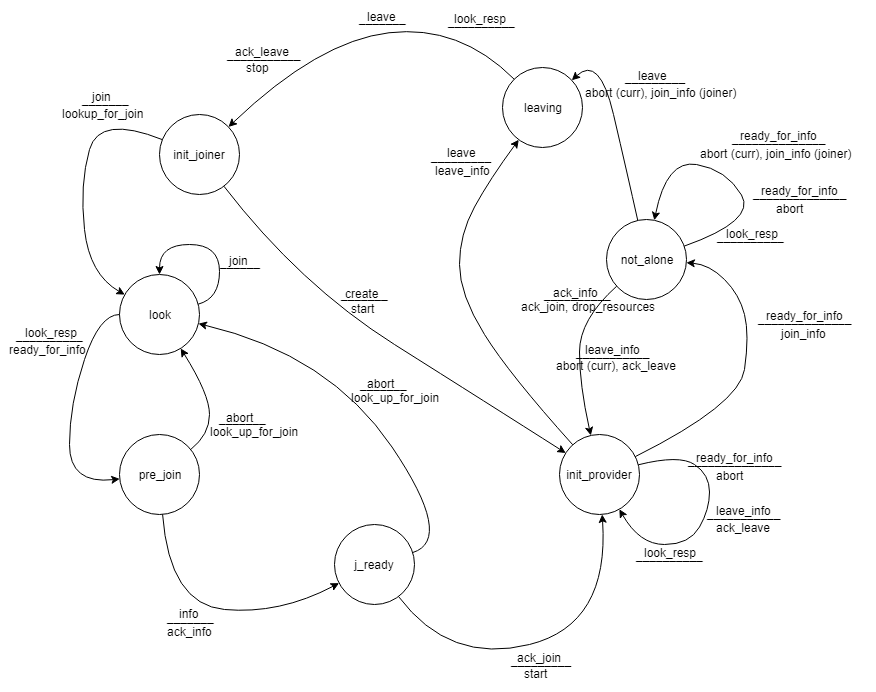 leave
look_resp
ack_leave
stop
join
lookup_for_join
leaving
leave
abort (curr), join_info (joiner)
init_joiner
leave
leave_info
ready_for_info
abort (curr), join_info (joiner)
ready_for_info
abort
look_resp
not_alone
join
look
create
start
ack_info
ack_join, drop_resources
ready_for_info
join_info
look_resp
ready_for_info
leave_info
abort (curr), ack_leave
abort
look_up_for_join
abort
look_up_for_join
pre_join
init_provider
ready_for_info
abort
leave_info
ack_leave
look_resp
j_ready
info
ack_info
ack_join
start